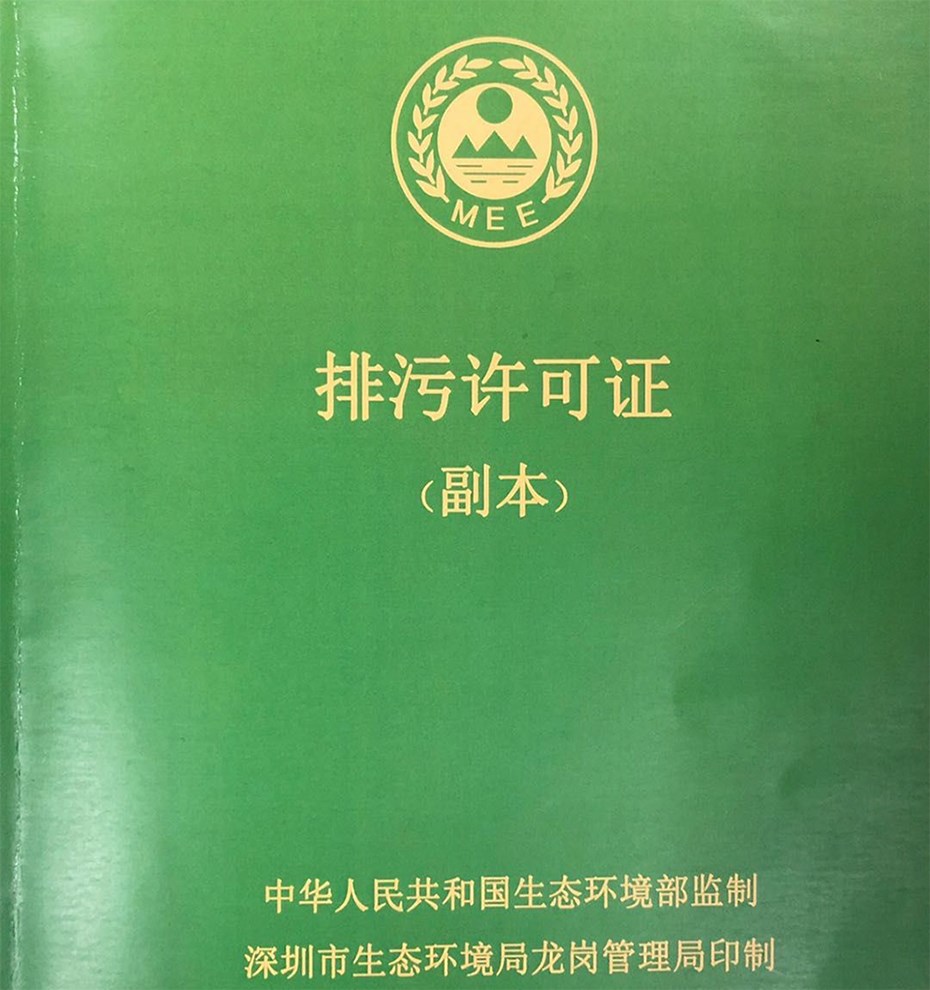 MEE
排污许可证
（副本）
中华人民共和国生态环境部监制
深圳市生态环境局龙岗管理局印制